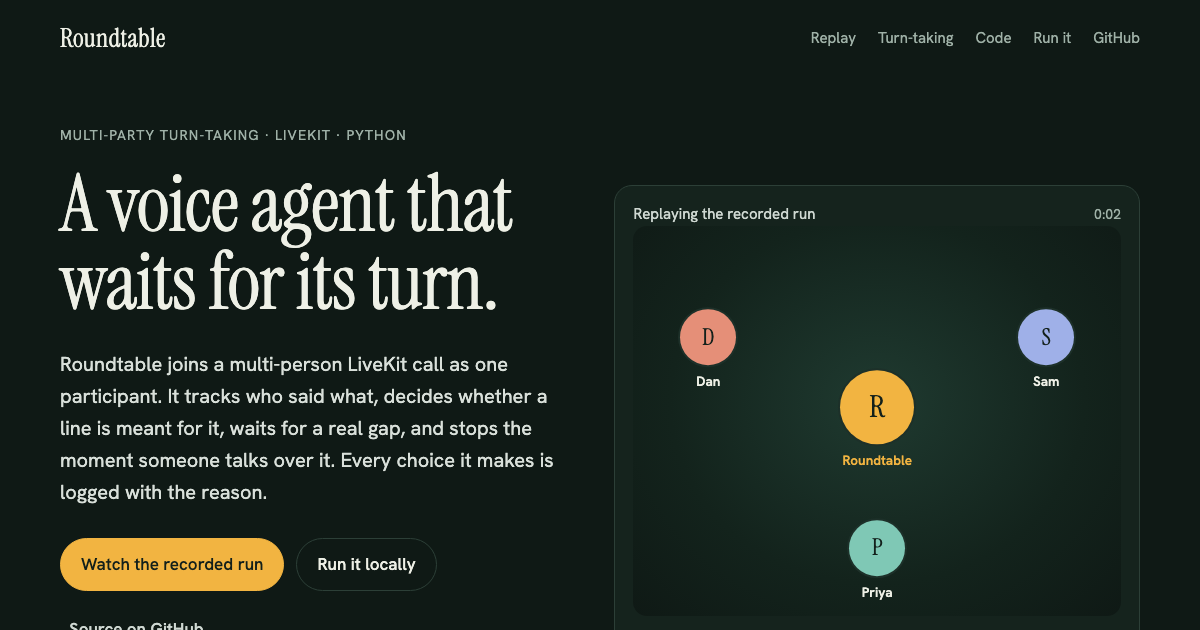 Roundtable
Replay Turn-taking Code Run it GitHub
MULTI-PARTY TURN-TAKING · LIVEKIT · PYTHON
A voice agent that
waits for its turn.
Roundtable joins a multi-person LiveKit call as one
participant. It tracks who said what, decides whether a
line is meant for it, waits for a real gap, and stops the
moment someone talks over it. Every choice it makes is
logged with the reason.
Watch the recorded run
Run it locally
Source on GitHub
Replaying the recorded run
0:02
D
Dan
S
Sam
R
Roundtable
P
Priya